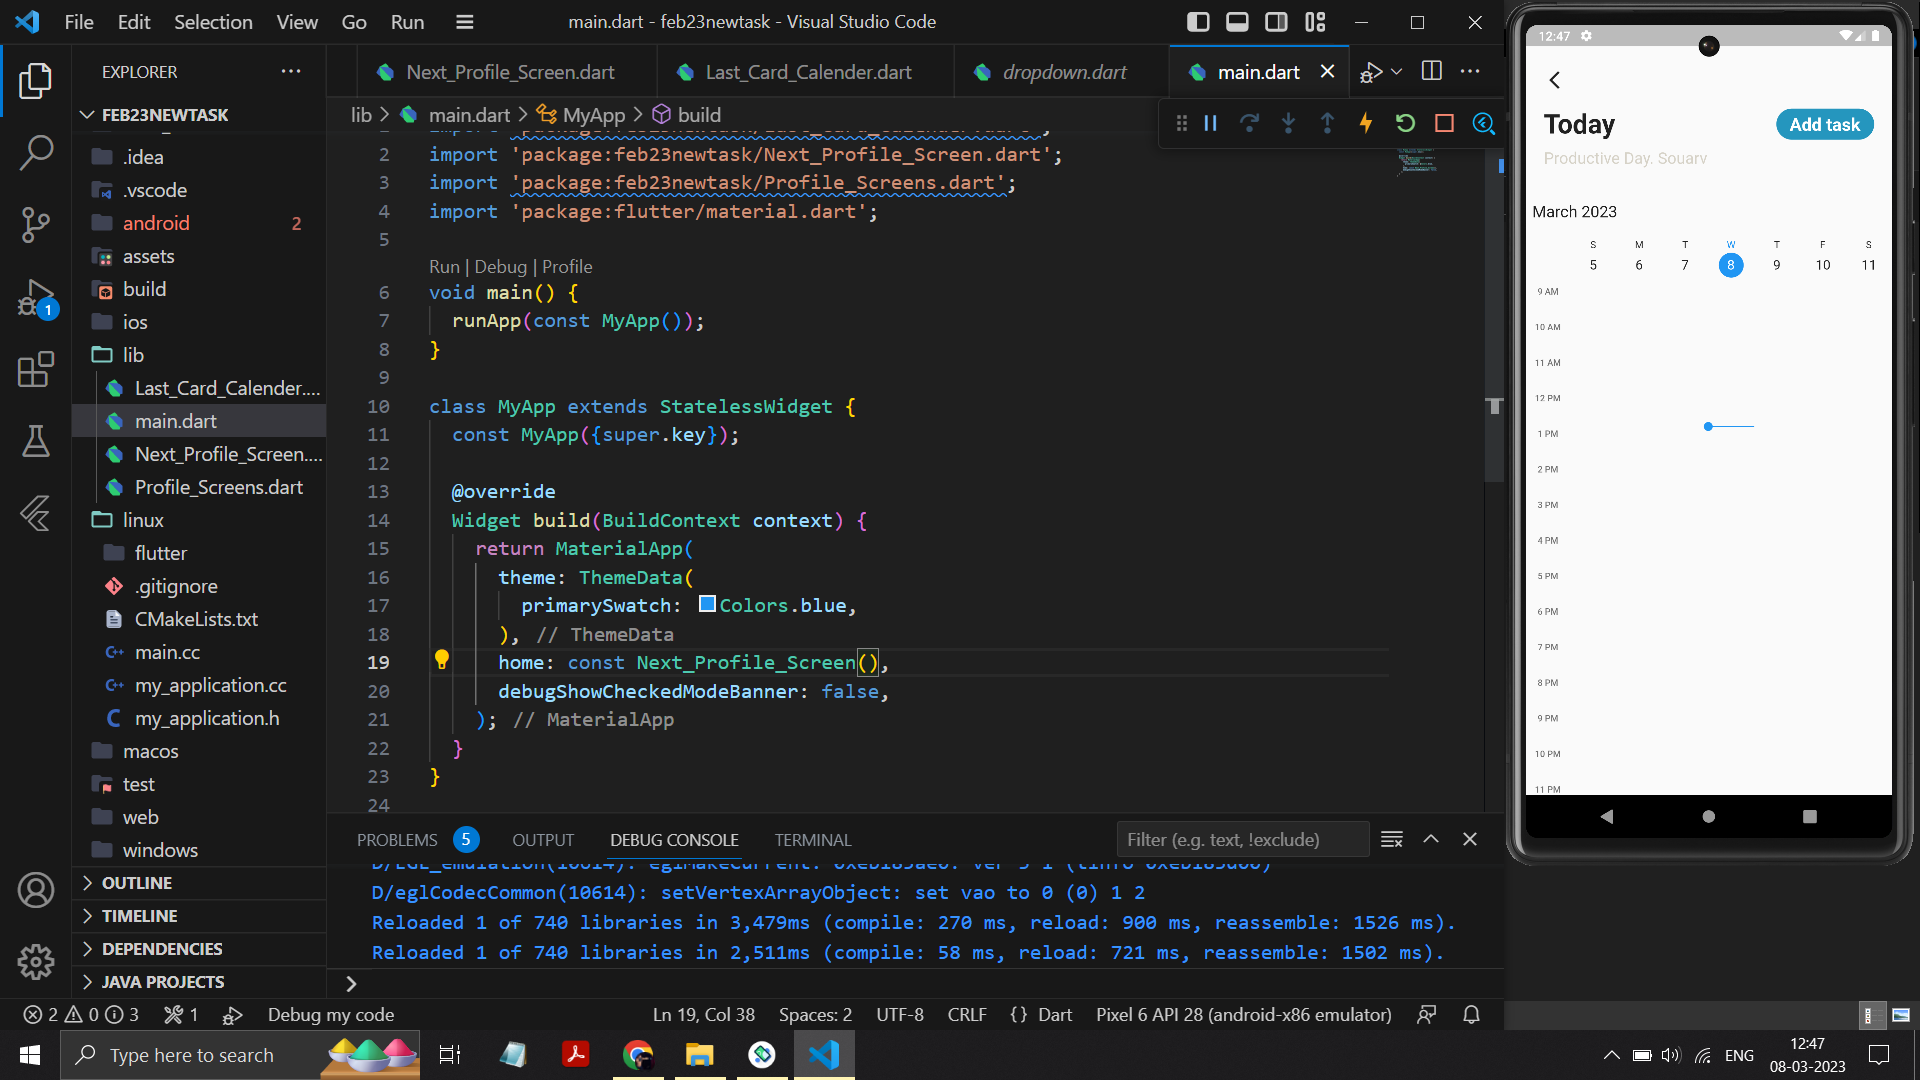 File Edit Selection View Go Run
main.dart - feb23newtask - Visual Studio Code
EXPLORER
FEB23NEWTASK
.idea
.vscode
android 2
assets
build
ios
lib
Last_Card_Calender....
main.dart
Next_Profile_Screen....
Profile_Screens.dart
linux
flutter
.gitignore
CMakeLists.txt
main.cc
my_application.cc
my_application.h
macos
test
web
windows
OUTLINE
TIMELINE
DEPENDENCIES
JAVA PROJECTS
1
Next_Profile_Screen.dart Last_Card_Calender.dart dropdown.dart main.dart
lib > main.dart > MyApp > build
2 import 'package:feb23newtask/Next_Profile_Screen.dart';
3 import 'package:feb23newtask/Profile_Screens.dart';
4 import 'package:flutter/material.dart';
5
Run | Debug | Profile
6 void main() {
7 runApp(const MyApp());
8 }
9
10 class MyApp extends StatelessWidget {
11 const MyApp({super.key});
12
13 @override
14 Widget build(BuildContext context) {
15 return MaterialApp(
16 theme: ThemeData(
17 primarySwatch: Colors.blue,
18 ), // ThemeData
19 home: const Next_Profile_Screen(),
20 debugShowCheckedModeBanner: false,
21 ); // MaterialApp
22 }
23 }
24
PROBLEMS 5 OUTPUT DEBUG CONSOLE TERMINAL
Filter (e.g. text, !exclude)
D/eglCodecCommon(10614): setVertexArrayObject: set vao to 0 (0) 1 2
Reloaded 1 of 740 libraries in 3,479ms (compile: 270 ms, reload: 900 ms, reassemble: 1526 ms).
Reloaded 1 of 740 libraries in 2,511ms (compile: 58 ms, reload: 721 ms, reassemble: 1502 ms).
2 0 3 1 Debug my code
Ln 19, Col 38 Spaces: 2 UTF-8 CRLF {} Dart Pixel 6 API 28 (android-x86 emulator)
Type here to search
ENG
12:47
08-03-2023
12:47
Today
Add task
Productive Day. Sourav
March 2023
S M T W T F S
5 6 7 8 9 10 11
9 AM
10 AM
11 AM
12 PM
1 PM
2 PM
3 PM
4 PM
5 PM
6 PM
7 PM
8 PM
9 PM
10 PM
11 PM